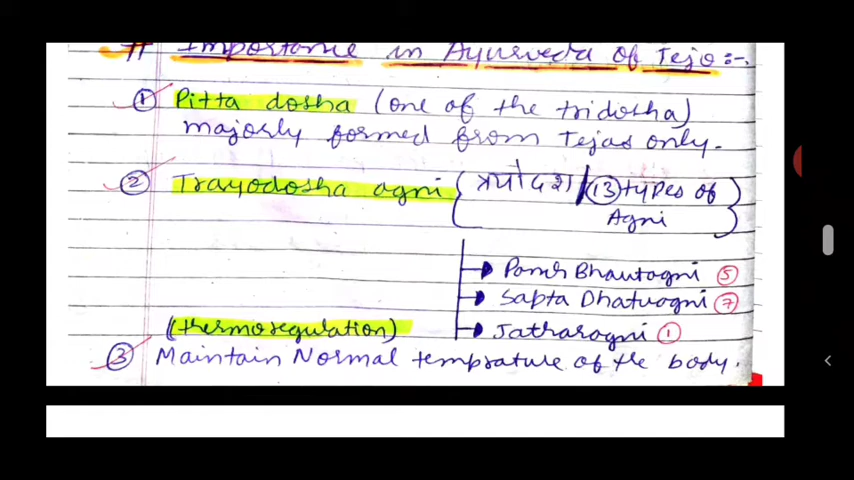 # Importance in Ayurveda of Tejo :-
① Pitta dosha (one of the tridosha)
majorly formed from Tejas only.
② Trayodosha agni { त्रयोदश / ⑬ types of
Agni }
Panch Bhautagni ⑤
Sapta Dhatuagni ⑦
Jatharagni ①
(thermoregulation)
③ Maintain Normal temprature of the body.